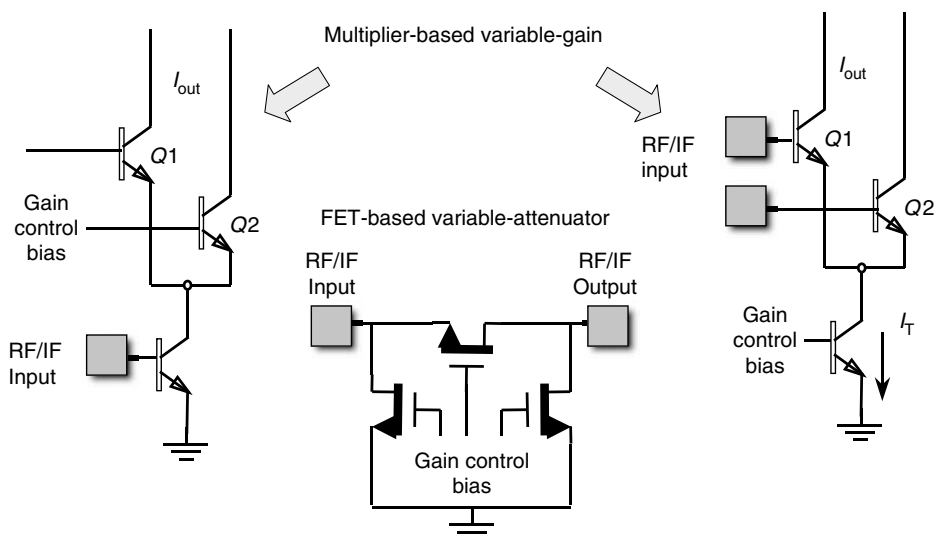 Multiplier-based variable-gain
I_out
Q1
Gain
control
bias
Q2
RF/IF
Input
FET-based variable-attenuator
RF/IF
Input
RF/IF
Output
Gain control
bias
I_out
RF/IF
input
Q1
Q2
Gain
control
bias
I_T